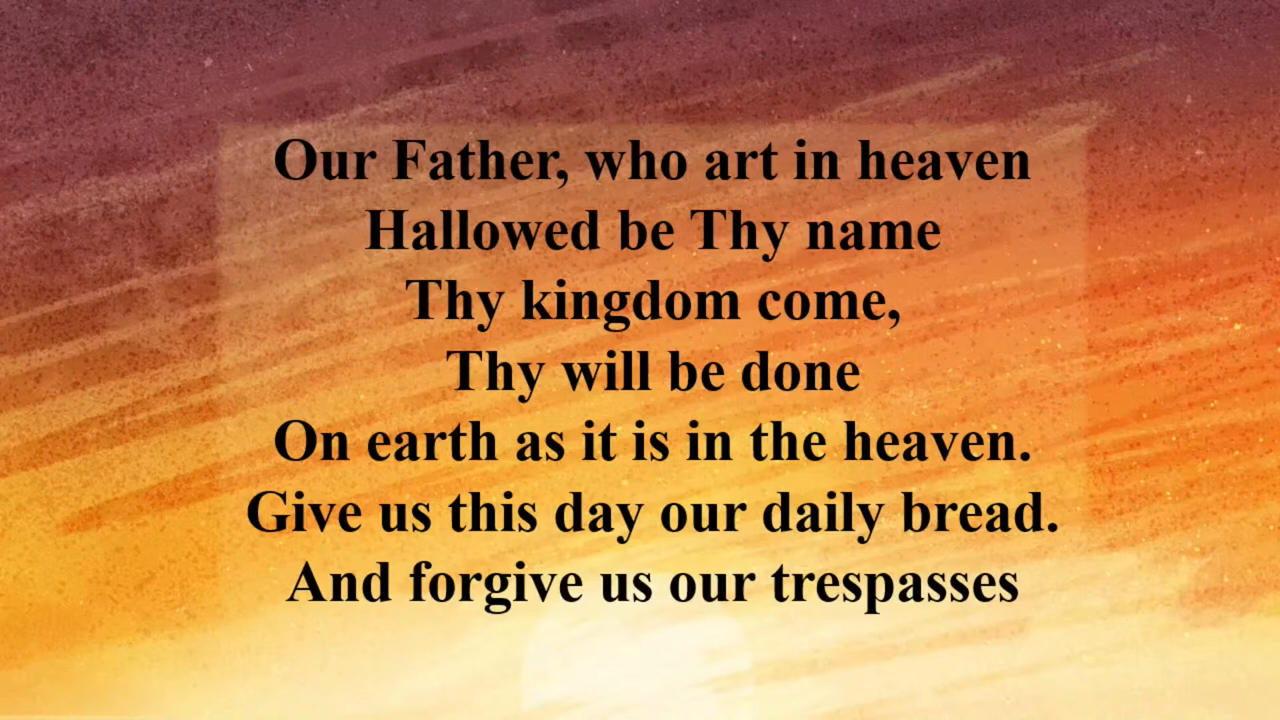 Our Father, who art in heaven
Hallowed be Thy name
Thy kingdom come,
Thy will be done
On earth as it is in the heaven.
Give us this day our daily bread.
And forgive us our trespasses